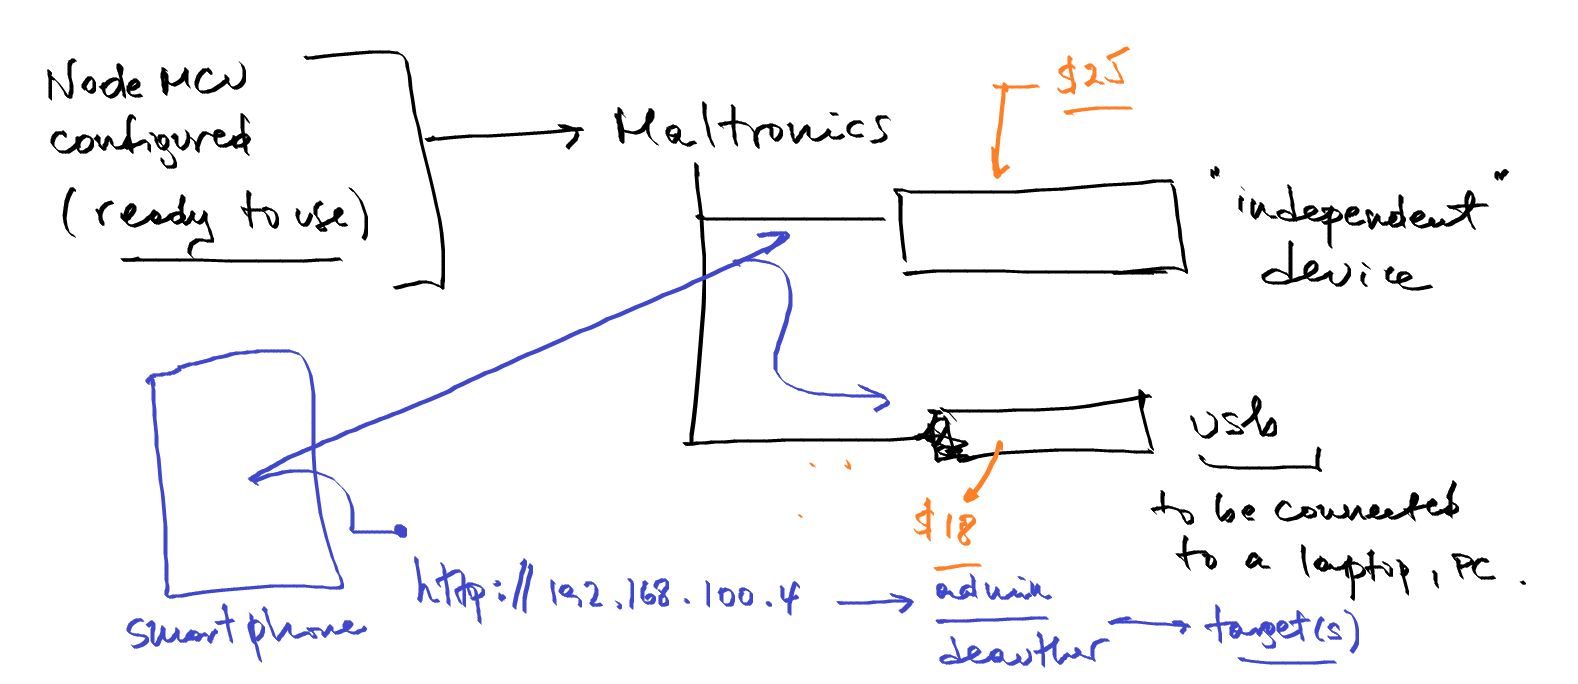 Node MCU
configured
(ready to use)
Maltronics
$25
"independent"
device
usb
to be connected
to a laptop, PC.
$18
smartphone
http://192.168.100.4
admin
deauther
target(s)